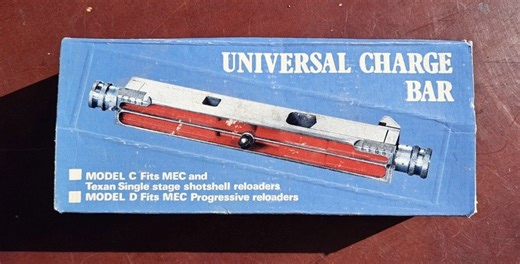 UNIVERSAL CHARGE
BAR
MODEL C Fits MEC and
Texan Single stage shotshell reloaders
MODEL D Fits MEC Progressive reloaders